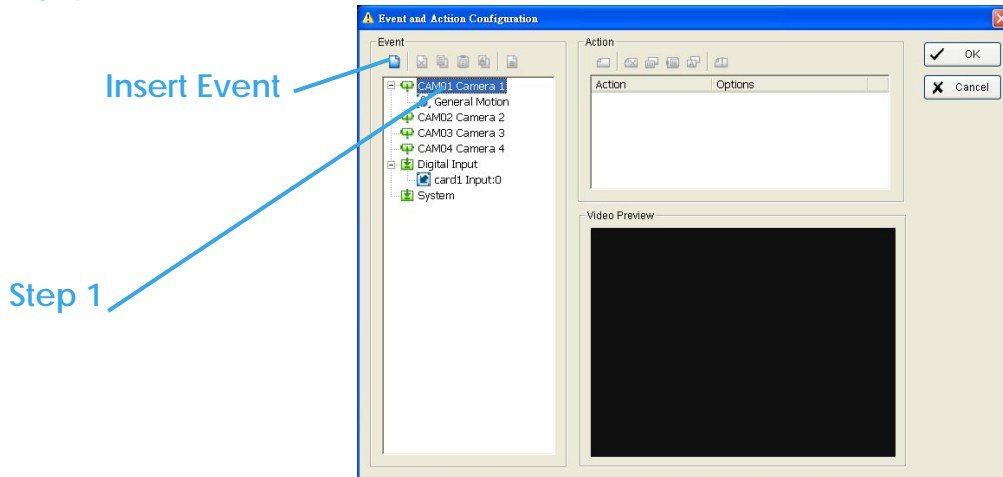 Event and Actiion Configuration
Event
Action
OK
Cancel
Insert Event
Action Options
CAM01 Camera 1
General Motion
CAM02 Camera 2
CAM03 Camera 3
CAM04 Camera 4
Digital Input
card1 Input:0
System
Video Preview
Step 1